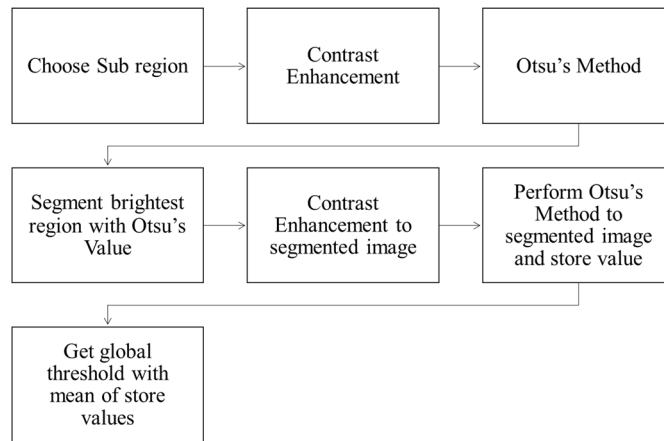 Choose Sub region
Contrast
Enhancement
Otsu's Method
Segment brightest
region with Otsu's
Value
Contrast
Enhancement to
segmented image
Perform Otsu's
Method to
segmented image
and store value
Get global
threshold with
mean of store
values